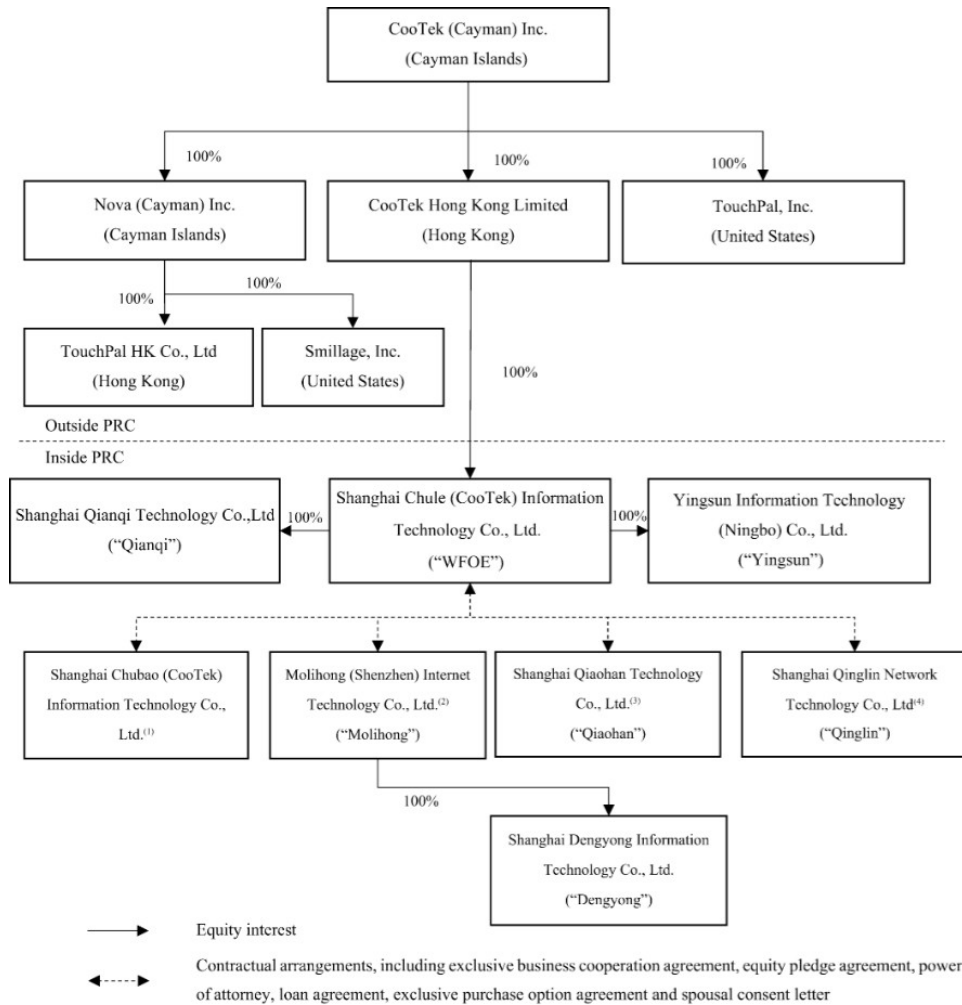 CooTek (Cayman) Inc.
(Cayman Islands)
100%
100%
100%
Nova (Cayman) Inc.
(Cayman Islands)
CooTek Hong Kong Limited
(Hong Kong)
TouchPal, Inc.
(United States)
100%
100%
TouchPal HK Co., Ltd
(Hong Kong)
Smillage, Inc.
(United States)
100%
Outside PRC
Inside PRC
Shanghai Qianqi Technology Co.,Ltd
(“Qianqi”)
100%
Shanghai Chule (CooTek) Information
Technology Co., Ltd.
(“WFOE”)
100%
Yingsun Information Technology
(Ningbo) Co., Ltd.
(“Yingsun”)
Shanghai Chubao (CooTek)
Information Technology Co.,
Ltd.(1)
Molihong (Shenzhen) Internet
Technology Co., Ltd.(2)
(“Molihong”)
Shanghai Qiaohan Technology
Co., Ltd.(3)
(“Qiaohan”)
Shanghai Qinglin Network
Technology Co., Ltd(4)
(“Qinglin”)
100%
Shanghai Dengyong Information
Technology Co., Ltd.
(“Dengyong”)
Equity interest
Contractual arrangements, including exclusive business cooperation agreement, equity pledge agreement, power
of attorney, loan agreement, exclusive purchase option agreement and spousal consent letter